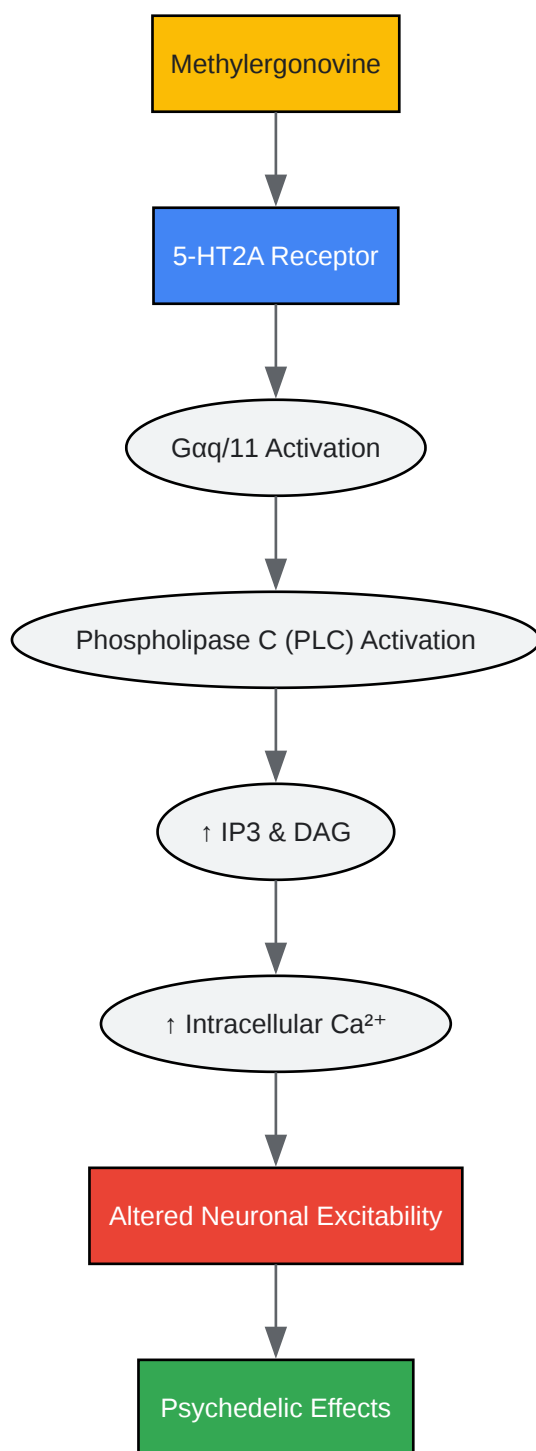 Methylergonovine
5-HT2A Receptor
Gαq/11 Activation
Phospholipase C (PLC) Activation
↑ IP3 & DAG
↑ Intracellular Ca²⁺
Altered Neuronal Excitability
Psychedelic Effects